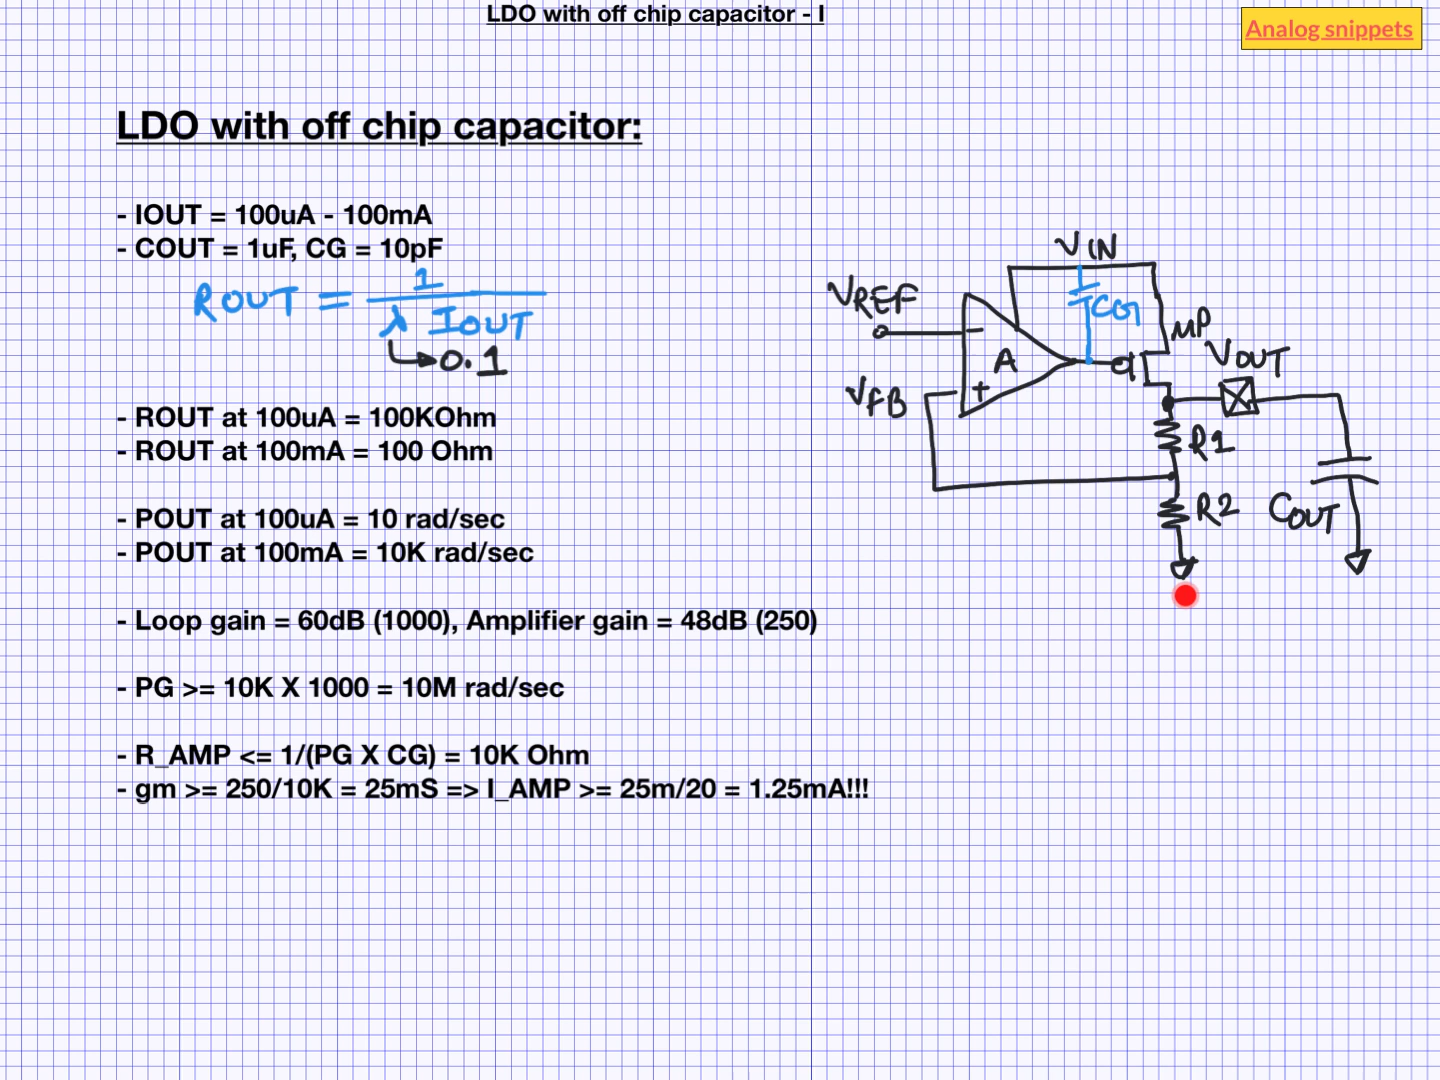 LDO with off chip capacitor - I
Analog snippets
LDO with off chip capacitor:
- IOUT = 100uA - 100mA
- COUT = 1uF, CG = 10pF
ROUT = 1
λ IOUT
0.1
- ROUT at 100uA = 100KOhm
- ROUT at 100mA = 100 Ohm
- POUT at 100uA = 10 rad/sec
- POUT at 100mA = 10K rad/sec
- Loop gain = 60dB (1000), Amplifier gain = 48dB (250)
- PG >= 10K X 1000 = 10M rad/sec
- R_AMP <= 1/(PG X CG) = 10K Ohm
- gm >= 250/10K = 25mS => I_AMP >= 25m/20 = 1.25mA!!!
VIN
VREF
CG
MP
VOUT
-
A
+
VFB
R1
R2
COUT